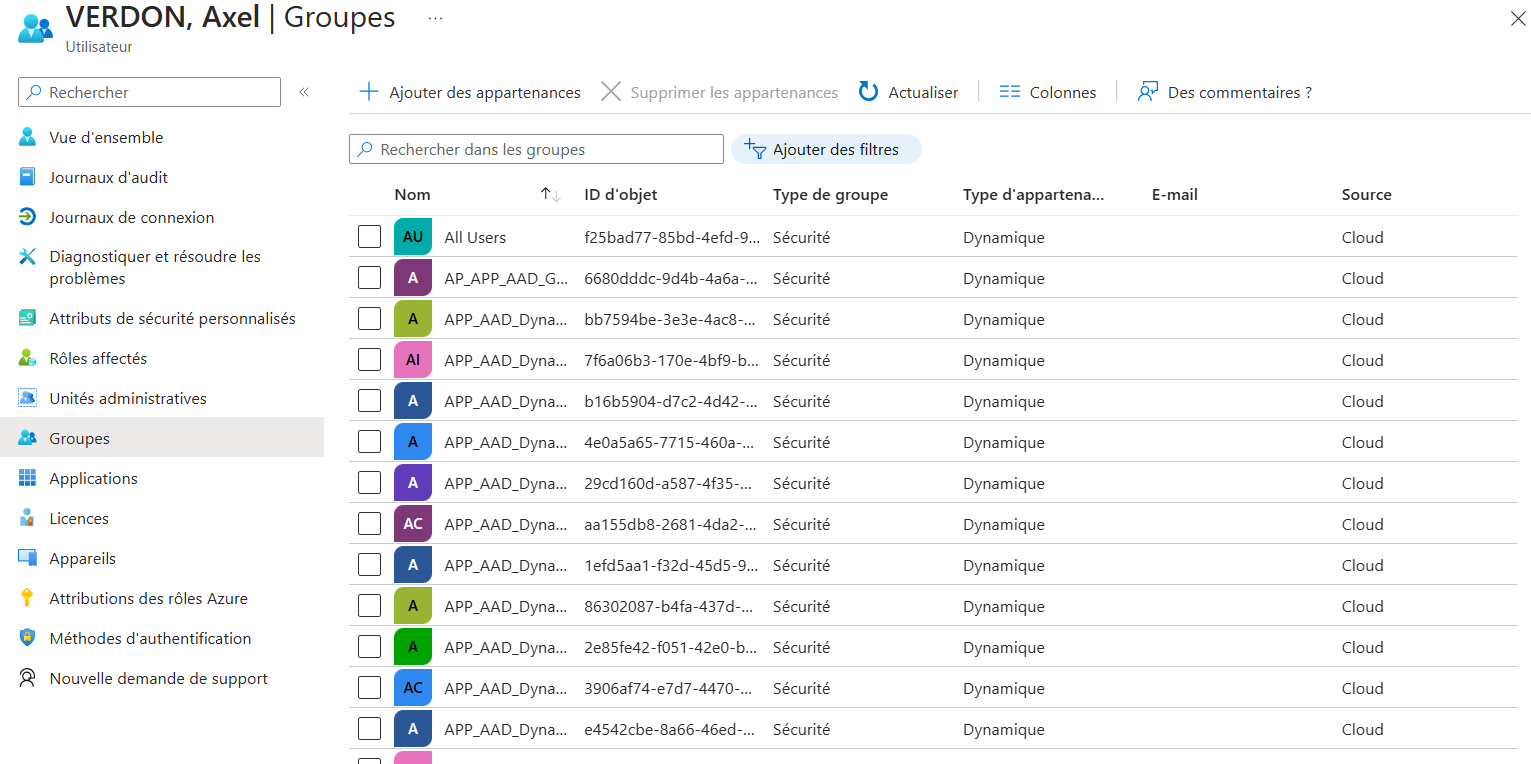 VERDON, Axel | Groupes ...
Utilisateur
Rechercher
Vue d'ensemble
Journaux d'audit
Journaux de connexion
Diagnostiquer et résoudre les
problèmes
Attributs de sécurité personnalisés
Rôles affectés
Unités administratives
Groupes
Applications
Licences
Appareils
Attributions des rôles Azure
Méthodes d'authentification
Nouvelle demande de support
Ajouter des appartenances Supprimer les appartenances Actualiser Colonnes Des commentaires ?
Rechercher dans les groupes Ajouter des filtres
Nom ID d'objet Type de groupe Type d'appartena... E-mail Source
AU All Users f25bad77-85bd-4efd-9... Sécurité Dynamique Cloud
A AP_APP_AAD_G... 6680dddc-9d4b-4a6a-... Sécurité Dynamique Cloud
A APP_AAD_Dyna... bb7594be-3e3e-4ac8-... Sécurité Dynamique Cloud
AI APP_AAD_Dyna... 7f6a06b3-170e-4bf9-b... Sécurité Dynamique Cloud
A APP_AAD_Dyna... b16b5904-d7c2-4d42-... Sécurité Dynamique Cloud
A APP_AAD_Dyna... 4e0a5a65-7715-460a-... Sécurité Dynamique Cloud
A APP_AAD_Dyna... 29cd160d-a587-4f35-... Sécurité Dynamique Cloud
AC APP_AAD_Dyna... aa155db8-2681-4da2-... Sécurité Dynamique Cloud
A APP_AAD_Dyna... 1efd5aa1-f32d-45d5-9... Sécurité Dynamique Cloud
A APP_AAD_Dyna... 86302087-b4fa-437d-... Sécurité Dynamique Cloud
A APP_AAD_Dyna... 2e85fe42-f051-42e0-b... Sécurité Dynamique Cloud
AC APP_AAD_Dyna... 3906af74-e7d7-4470-... Sécurité Dynamique Cloud
A APP_AAD_Dyna... e4542cbe-8a66-46ed-... Sécurité Dynamique Cloud